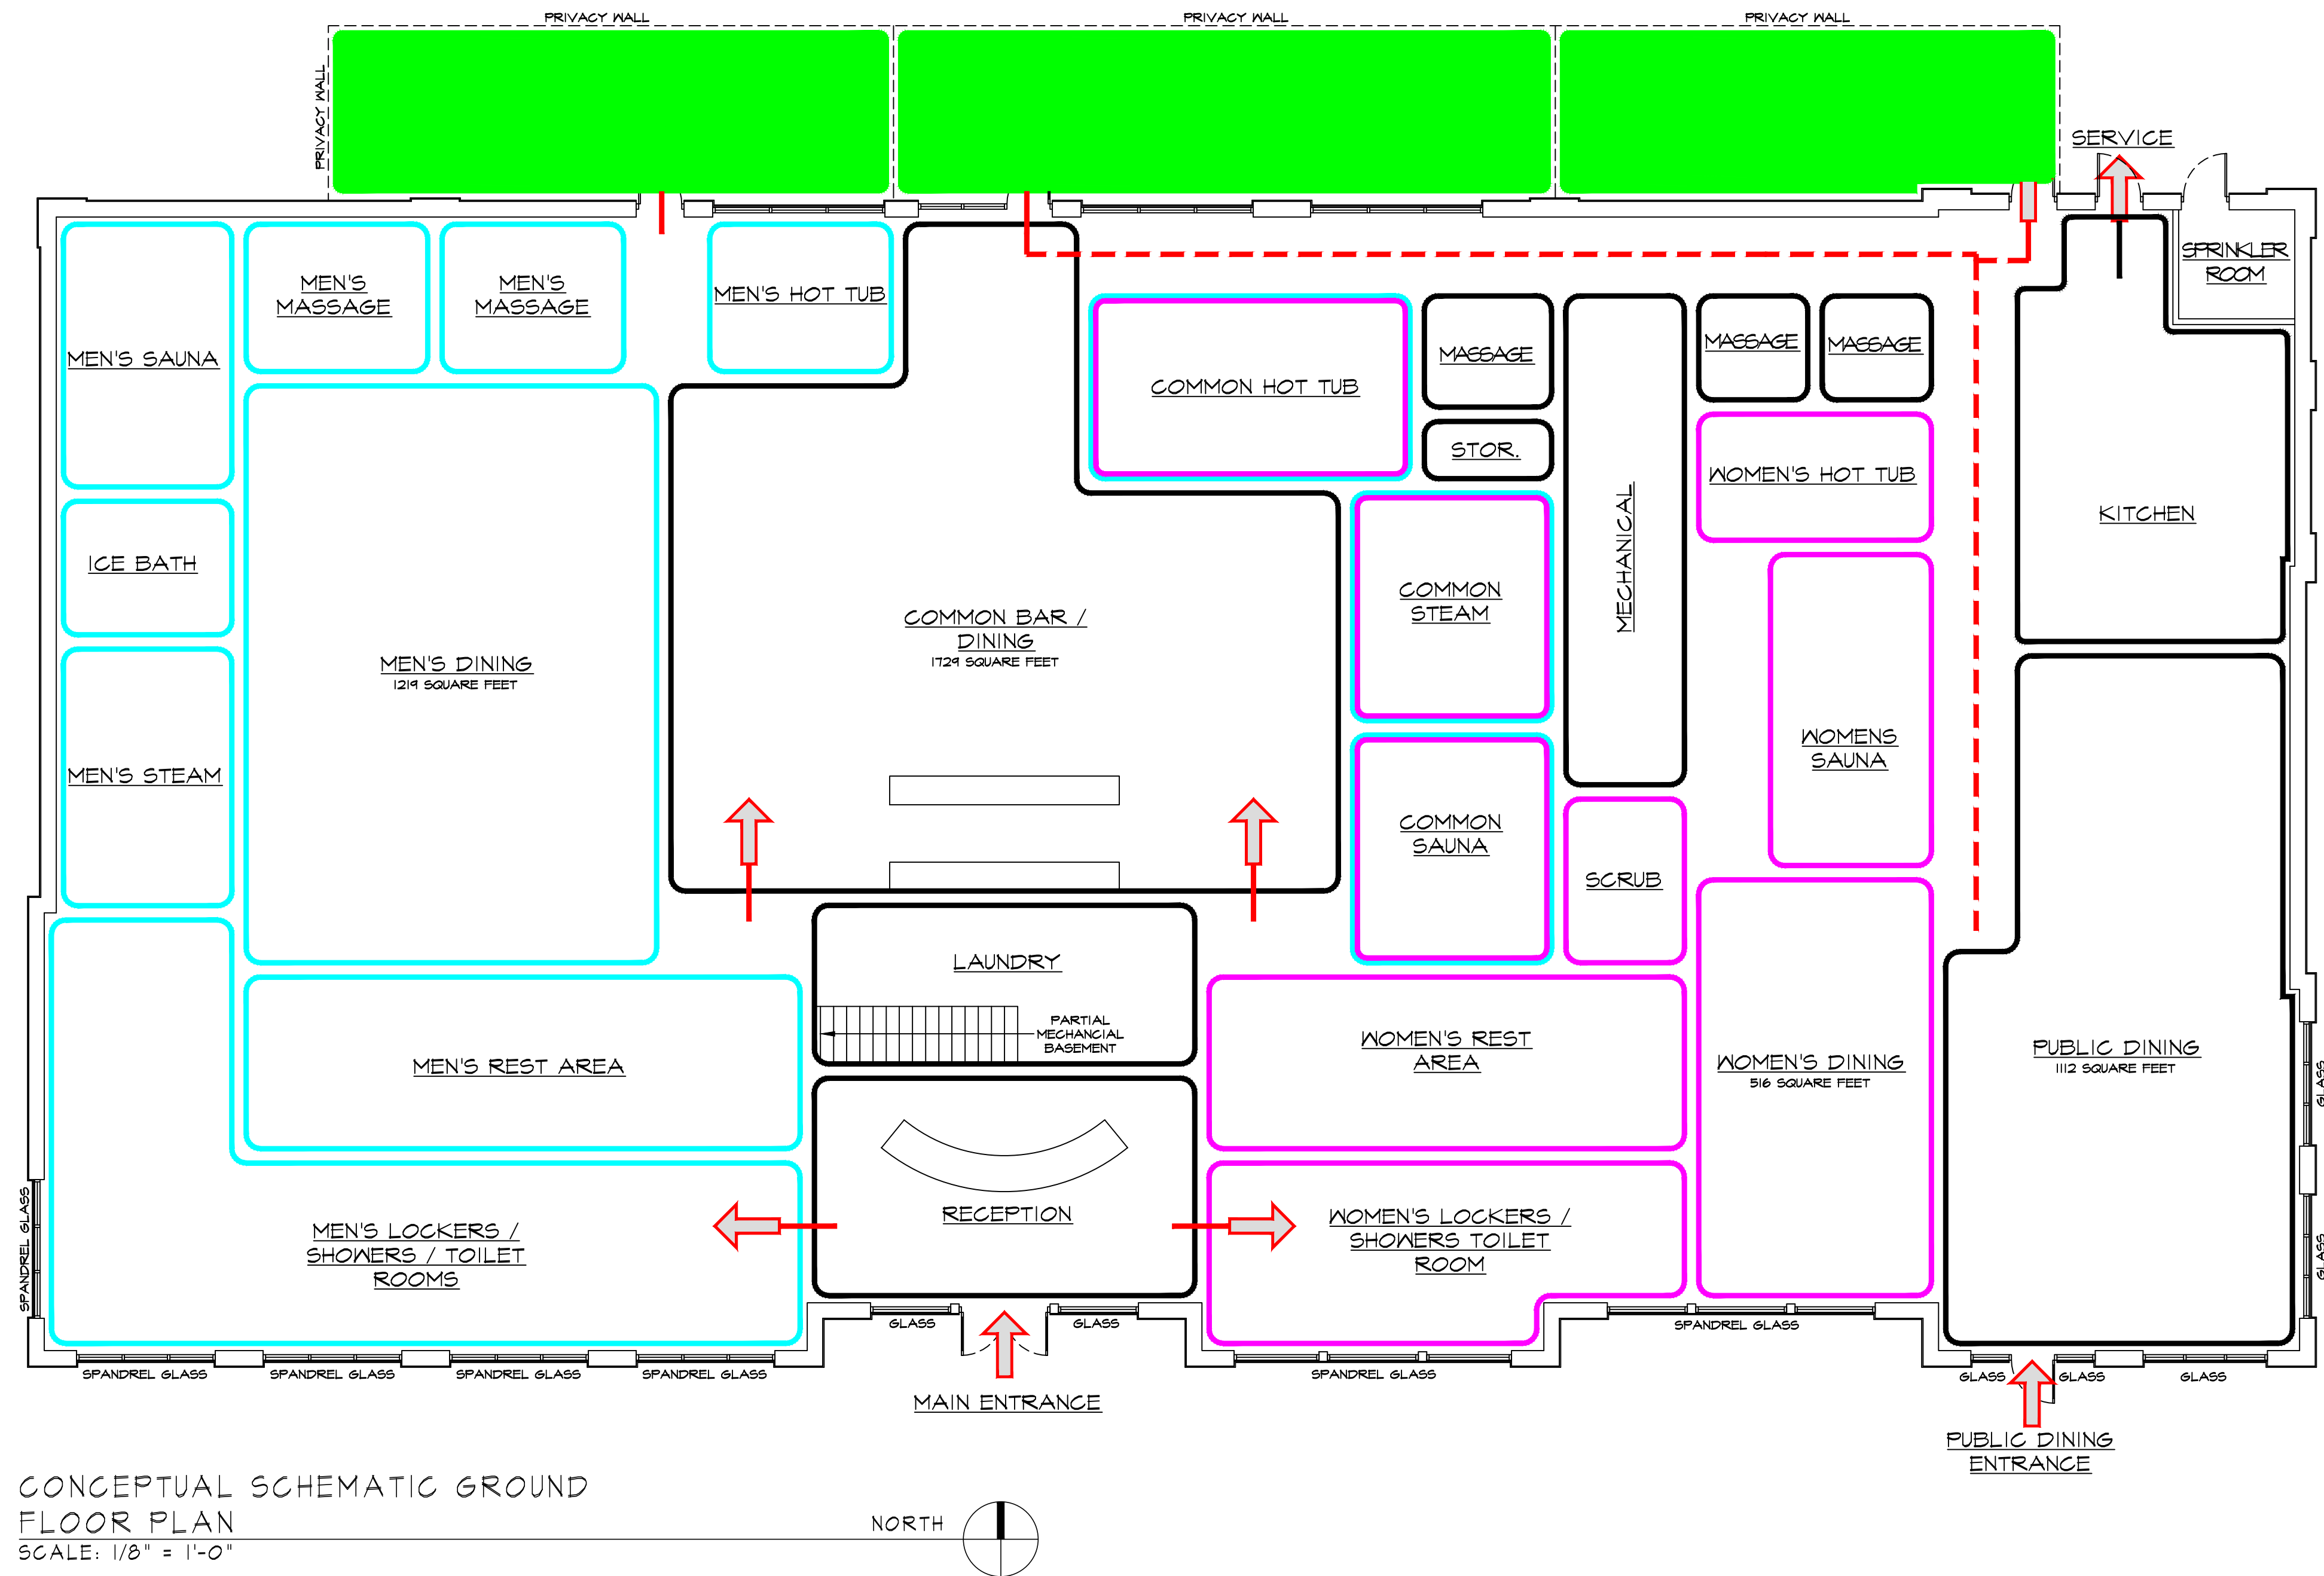 PRIVACY WALL
PRIVACY WALL
PRIVACY WALL
PRIVACY WALL
SERVICE
SPRINKLER
ROOM
MEN'S
MASSAGE
MEN'S
MASSAGE
MEN'S HOT TUB
MEN'S SAUNA
COMMON HOT TUB
MASSAGE
MASSAGE
MASSAGE
STOR.
WOMEN'S HOT TUB
MECHANICAL
KITCHEN
ICE BATH
COMMON
STEAM
COMMON BAR /
DINING
1729 SQUARE FEET
MEN'S DINING
1219 SQUARE FEET
MEN'S STEAM
WOMENS
SAUNA
COMMON
SAUNA
SCRUB
LAUNDRY
PARTIAL
MECHANCIAL
BASEMENT
MEN'S REST AREA
WOMEN'S REST
AREA
WOMEN'S DINING
516 SQUARE FEET
PUBLIC DINING
1112 SQUARE FEET
GLASS
GLASS
RECEPTION
MEN'S LOCKERS /
SHOWERS / TOILET
ROOMS
WOMEN'S LOCKERS /
SHOWERS TOILET
ROOM
SPANDREL GLASS
GLASS
GLASS
SPANDREL GLASS
SPANDREL GLASS
SPANDREL GLASS
SPANDREL GLASS
SPANDREL GLASS
SPANDREL GLASS
GLASS
GLASS
GLASS
MAIN ENTRANCE
PUBLIC DINING
ENTRANCE
CONCEPTUAL SCHEMATIC GROUND
FLOOR PLAN
SCALE: 1/8" = 1'-0"
NORTH